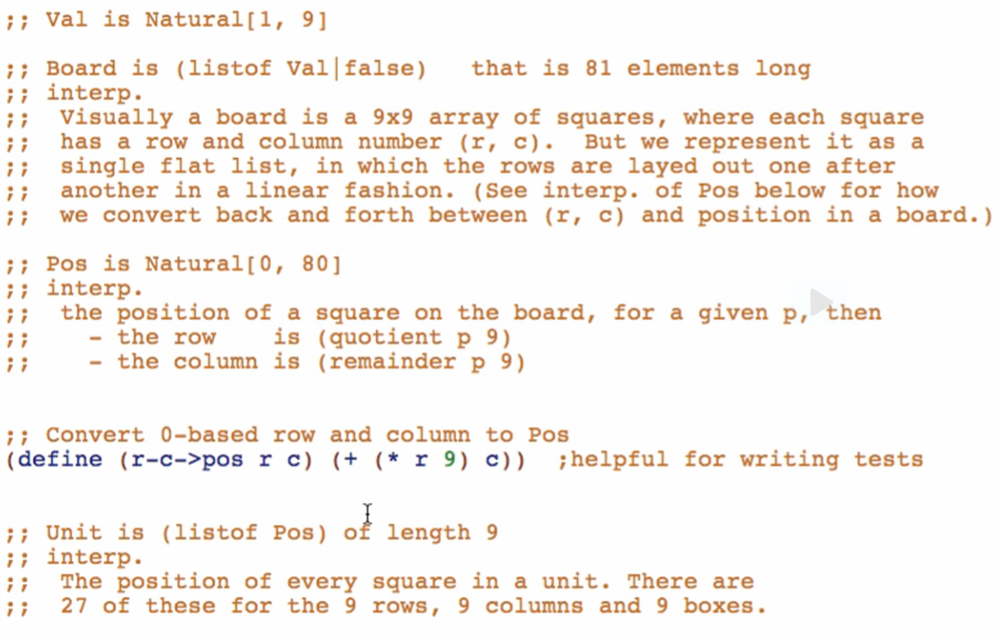 ;; Val is Natural[1, 9]
;; Board is (listof Val|false)   that is 81 elements long
;; interp.
;;  Visually a board is a 9x9 array of squares, where each square
;;  has a row and column number (r, c).  But we represent it as a
;;  single flat list, in which the rows are layed out one after
;;  another in a linear fashion. (See interp. of Pos below for how
;;  we convert back and forth between (r, c) and position in a board.)
;; Pos is Natural[0, 80]
;; interp.
;;  the position of a square on the board, for a given p, then
;;    - the row    is (quotient p 9)
;;    - the column is (remainder p 9)
;; Convert 0-based row and column to Pos
(define (r-c->pos r c) (+ (* r 9) c))  ;helpful for writing tests
;; Unit is (listof Pos) of length 9
;; interp.
;;  The position of every square in a unit. There are
;;  27 of these for the 9 rows, 9 columns and 9 boxes.